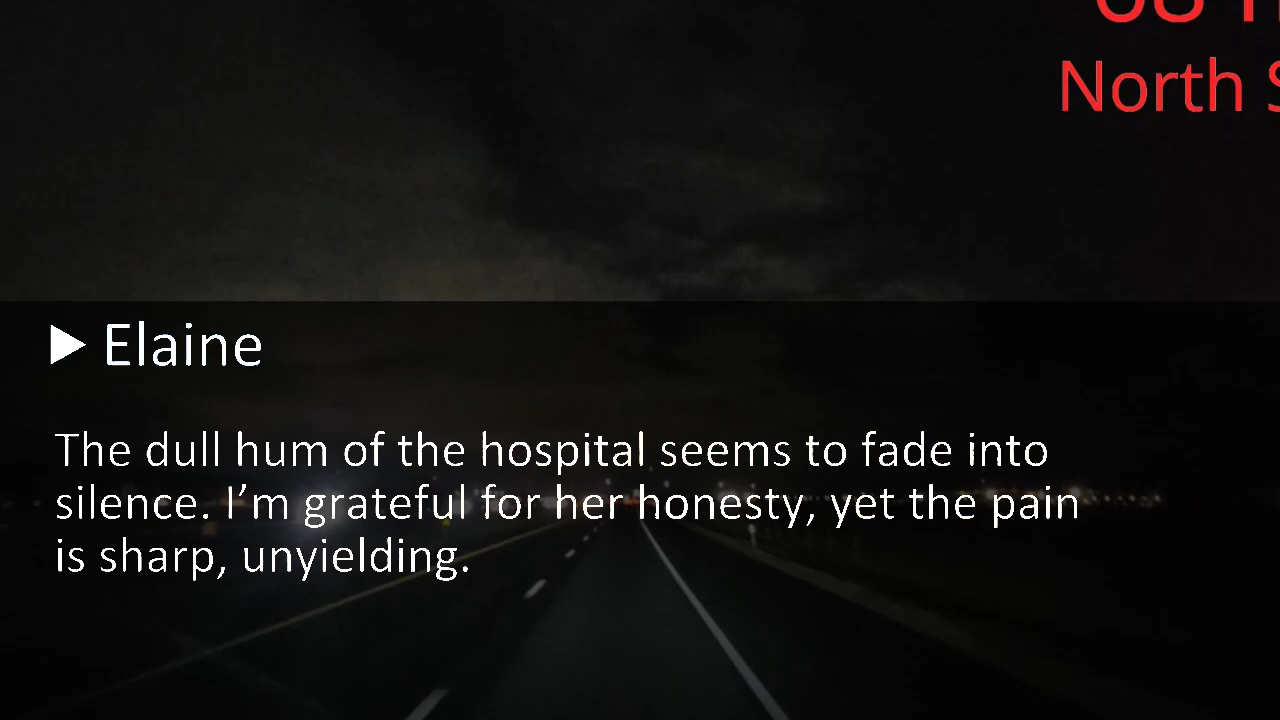 North
▶ Elaine
The dull hum of the hospital seems to fade into
silence. I’m grateful for her honesty, yet the pain
is sharp, unyielding.